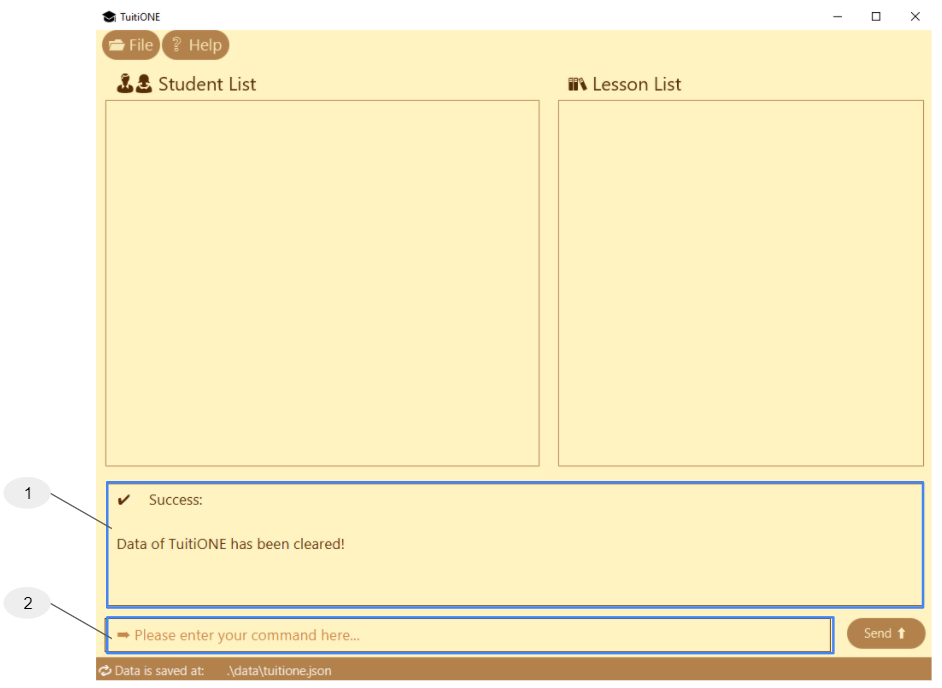 TuitiONE
File Help
Student List
Lesson List
1
Success:
Data of TuitiONE has been cleared!
2
Please enter your command here...
Send
Data is saved at: .\data\tuitione.json